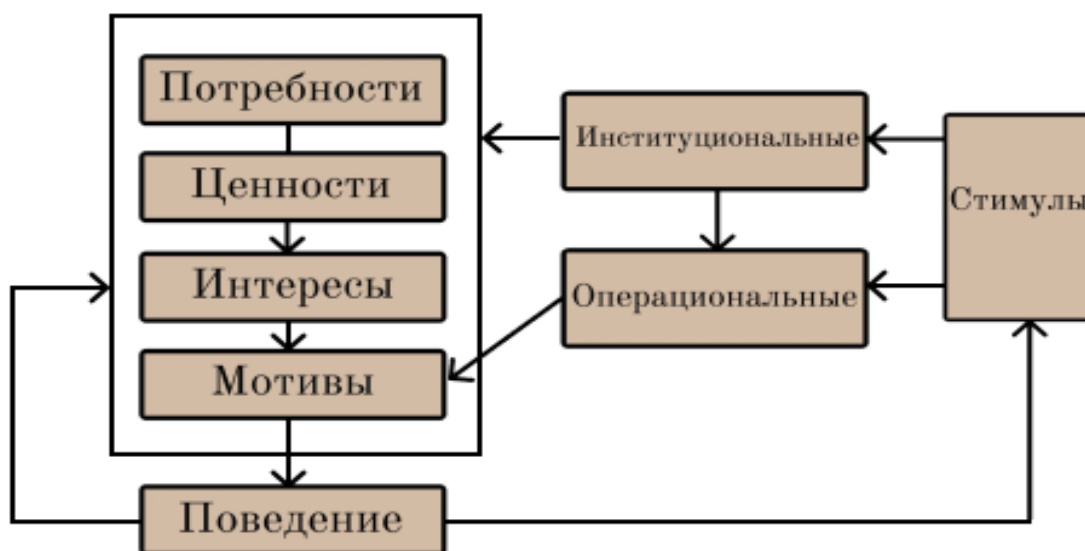 Потребности
Ценности
Интересы
Мотивы
Поведение
Институциональные
Операциональные
Стимулы